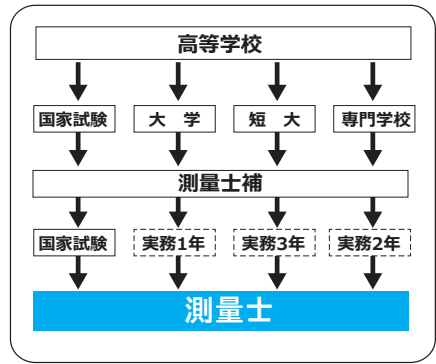 高等学校
国家試験 大 学 短 大 専門学校
測量士補
国家試験 実務1年 実務3年 実務2年
測量士